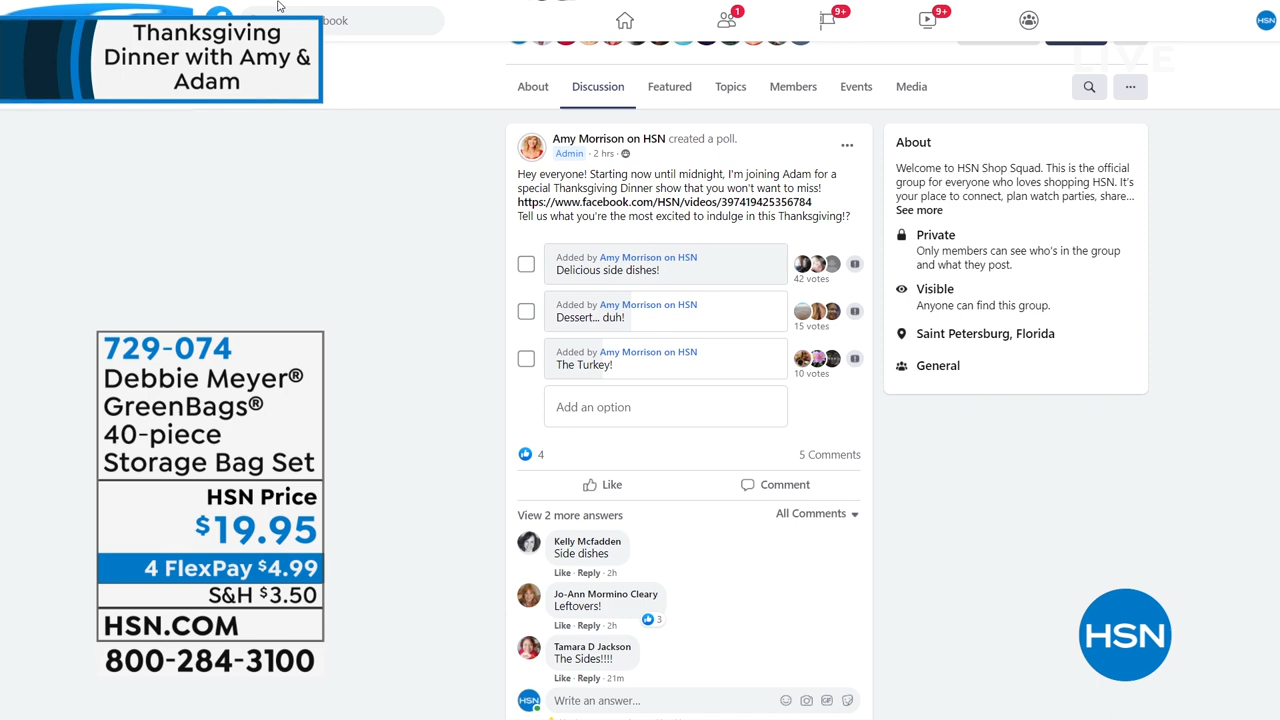 Thanksgiving
Dinner with Amy &
Adam
book
1
9+
9+
HSN
LIVE
About
Discussion
Featured
Topics
Members
Events
Media
Amy Morrison on HSN created a poll.
Admin · 2 hrs ·
Hey everyone! Starting now until midnight, I'm joining Adam for a
special Thanksgiving Dinner show that you won't want to miss!
https://www.facebook.com/HSN/videos/397419425356784
Tell us what you're the most excited to indulge in this Thanksgiving!?
Added by Amy Morrison on HSN
Delicious side dishes!
42 votes
Added by Amy Morrison on HSN
Dessert... duh!
15 votes
Added by Amy Morrison on HSN
The Turkey!
10 votes
Add an option
4
5 Comments
Like
Comment
View 2 more answers
All Comments
Kelly Mcfadden
Side dishes
Like · Reply · 2h
Jo-Ann Mormino Cleary
Leftovers!
3
Like · Reply · 2h
Tamara D Jackson
The Sides!!!!
Like · Reply · 21m
HSN
Write an answer...
GIF
About
Welcome to HSN Shop Squad. This is the official
group for everyone who loves shopping HSN. It's
your place to connect, plan watch parties, share...
See more
Private
Only members can see who's in the group
and what they post.
Visible
Anyone can find this group.
Saint Petersburg, Florida
General
729-074
Debbie Meyer®
GreenBags®
40-piece
Storage Bag Set
HSN Price
$19.95
4 FlexPay $4.99
S&H $3.50
HSN.COM
800-284-3100
HSN